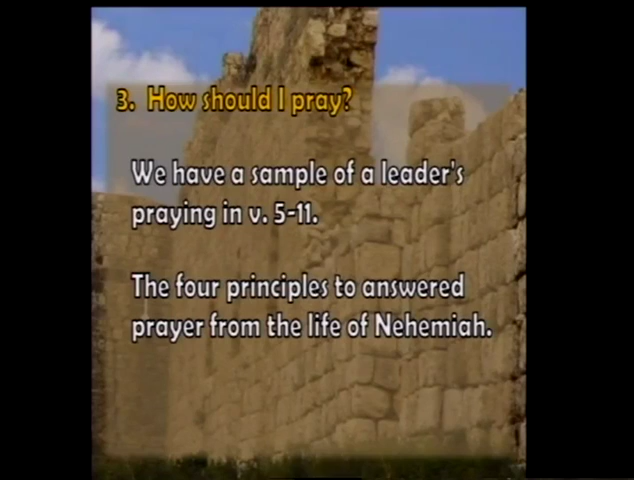 3. How should I pray?
We have a sample of a leader's
praying in v. 5-11.
The four principles to answered
prayer from the life of Nehemiah.